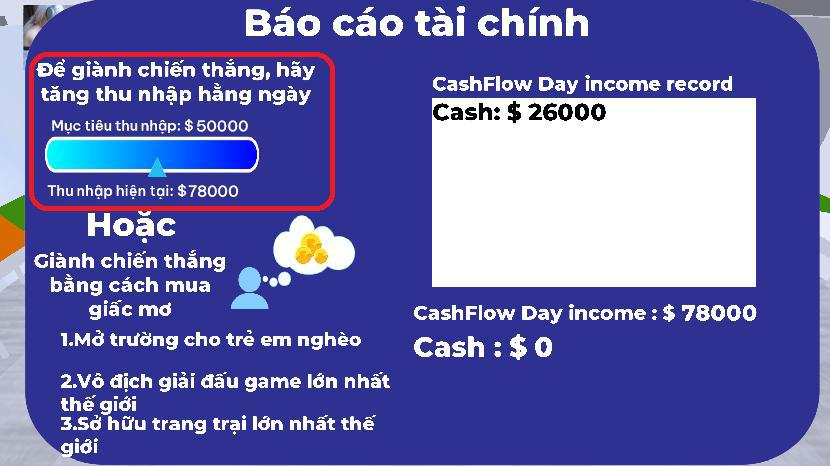 Báo cáo tài chính
Để giành chiến thắng, hãy
tăng thu nhập hằng ngày
Mục tiêu thu nhập: $ 50000
Thu nhập hiện tại: $78000
Hoặc
Giành chiến thắng
bằng cách mua
giấc mơ
1.Mở trường cho trẻ em nghèo
2.Vô địch giải đấu game lớn nhất
thế giới
3.Sở hữu trang trại lớn nhất thế
giới
CashFlow Day income record
Cash: $ 26000
CashFlow Day income : $ 78000
Cash : $ 0